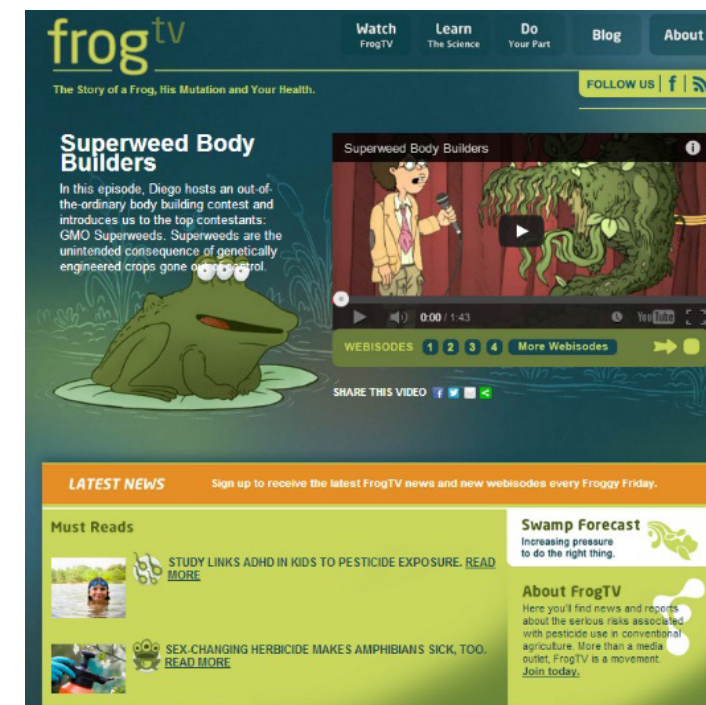 frog tv
Watch
FrogTV
Learn
The Science
Do
Your Part
Blog
About
The Story of a Frog, His Mutation and Your Health.
FOLLOW US
Superweed Body
Builders
In this episode, Diego hosts an out-of-
the-ordinary body building contest and
introduces us to the top contestants:
GMO Superweeds. Superweeds are the
unintended consequence of genetically
engineered crops gone out of control.
Superweed Body Builders
0:00 / 1:43
YouTube
WEBISODES 1 2 3 4 More Webisodes
SHARE THIS VIDEO
LATEST NEWS
Sign up to receive the latest FrogTV news and new webisodes every Froggy Friday.
Must Reads
STUDY LINKS ADHD IN KIDS TO PESTICIDE EXPOSURE. READ
MORE
SEX-CHANGING HERBICIDE MAKES AMPHIBIANS SICK, TOO.
READ MORE
Swamp Forecast
Increasing pressure
to do the right thing.
About FrogTV
Here you'll find news and reports
about the serious risks associated
with pesticide use in conventional
agriculture. More than a media
outlet, FrogTV is a movement.
Join today.